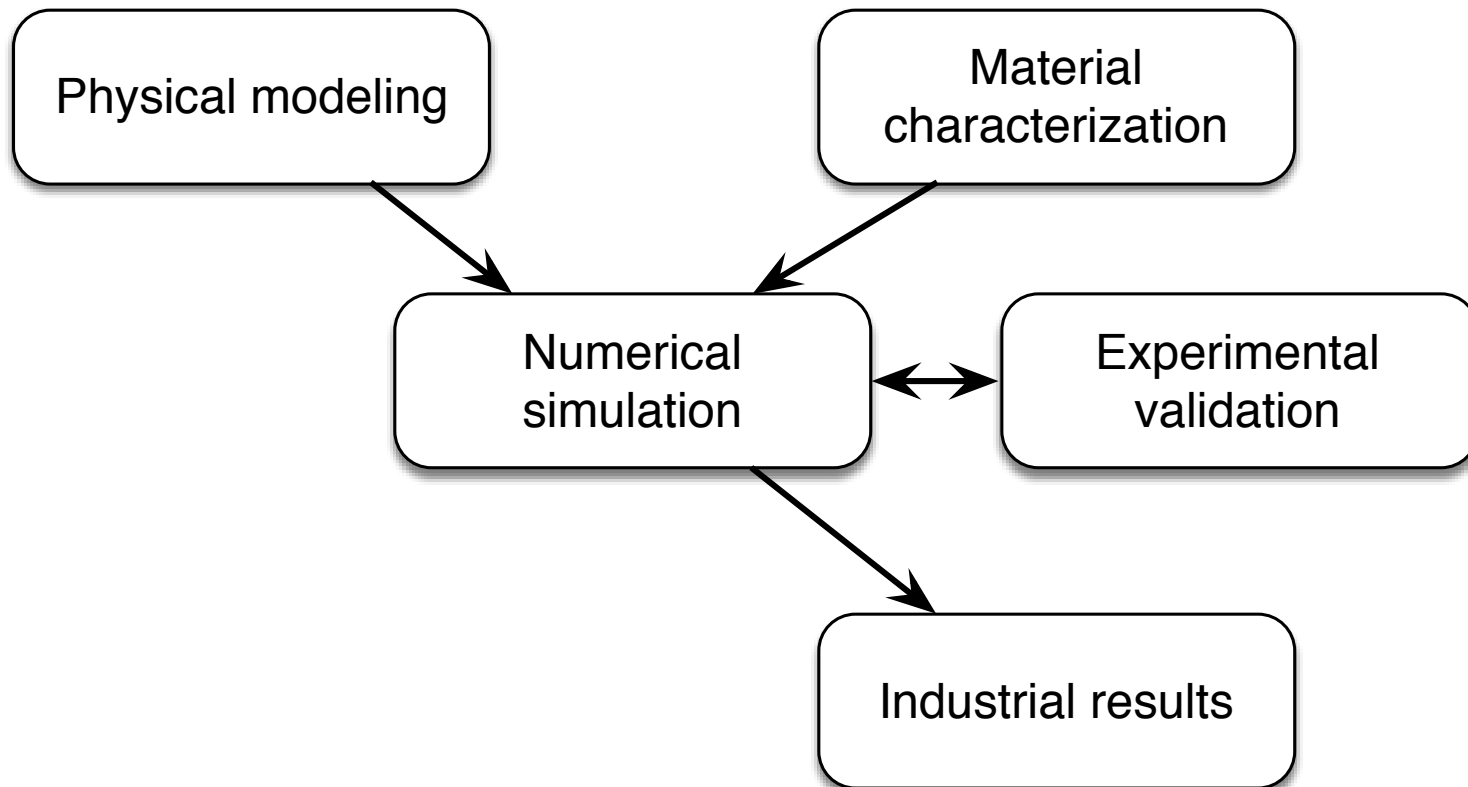 Physical modeling
Material
characterization
Numerical
simulation
Experimental
validation
Industrial results